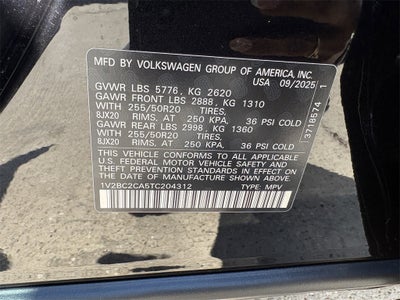 MFD BY VOLKSWAGEN GROUP OF AMERICA, INC.
USA 09/2025
GVWR LBS 5776, KG 2620
GAWR FRONT LBS 2888, KG 1310
WITH 255/50R20 TIRES,
8JX20 RIMS, AT 250 KPA. 36 PSI COLD
GAWR REAR LBS 2998, KG 1360
WITH 255/50R20 TIRES,
8JX20 RIMS, AT 250 KPA. 36 PSI COLD
THIS VEHICLE CONFORMS TO ALL APPLICABLE
U.S. FEDERAL MOTOR VEHICLE SAFETY AND
THEFT PREVENTION STANDARDS IN EFFECT ON THE
DATE OF MANUFACTURE SHOWN ABOVE.
1V2BC2CA5TC204312 TYPE: MPV
3718574 1